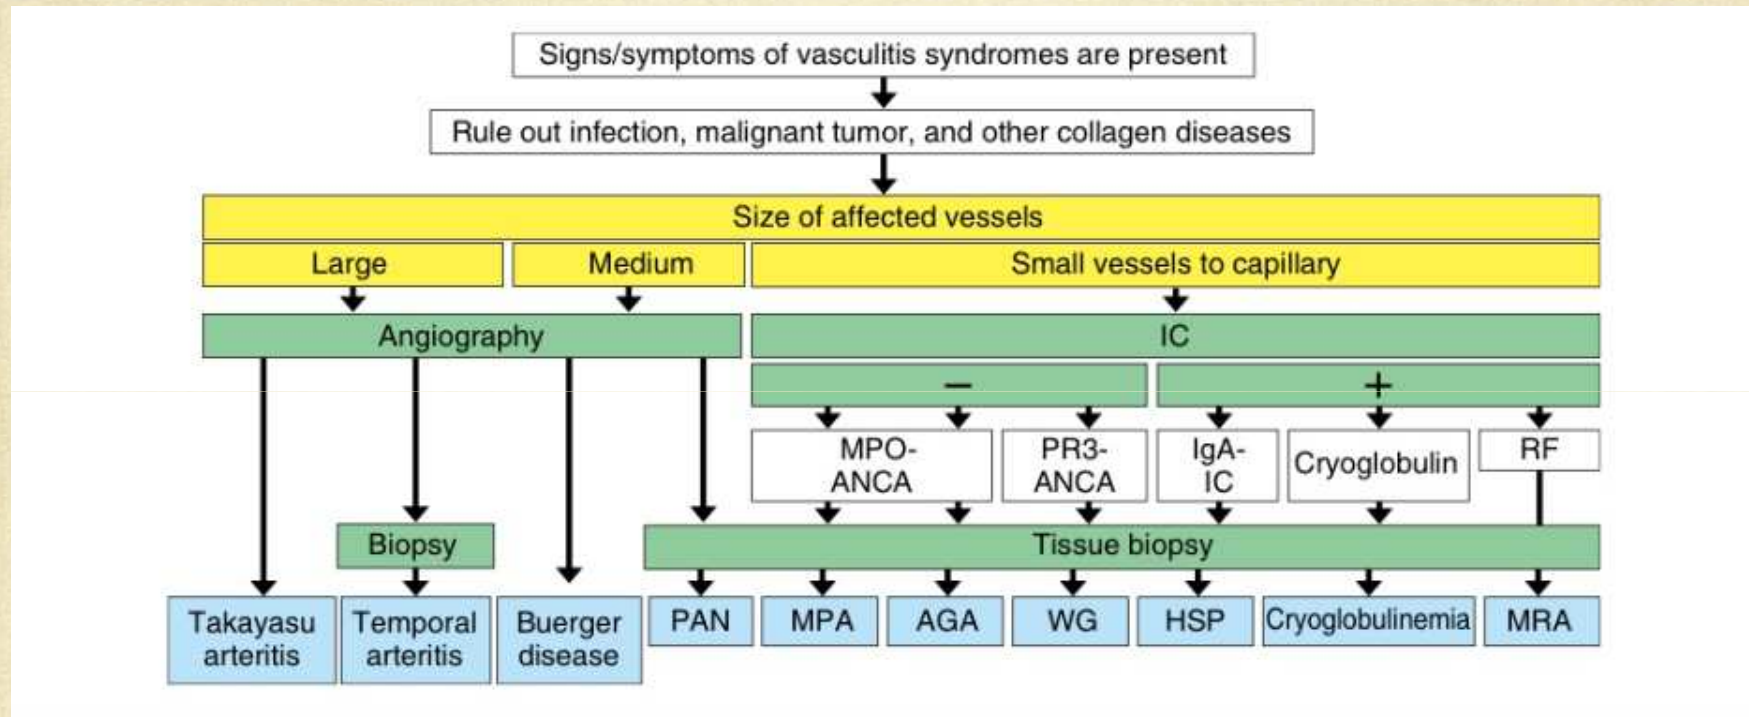 Signs/symptoms of vasculitis syndromes are present
Rule out infection, malignant tumor, and other collagen diseases
Size of affected vessels
Large
Medium
Small vessels to capillary
Angiography
IC
−
+
MPO-
ANCA
PR3-
ANCA
IgA-
IC
Cryoglobulin
RF
Biopsy
Tissue biopsy
Takayasu
arteritis
Temporal
arteritis
Buerger
disease
PAN
MPA
AGA
WG
HSP
Cryoglobulinemia
MRA